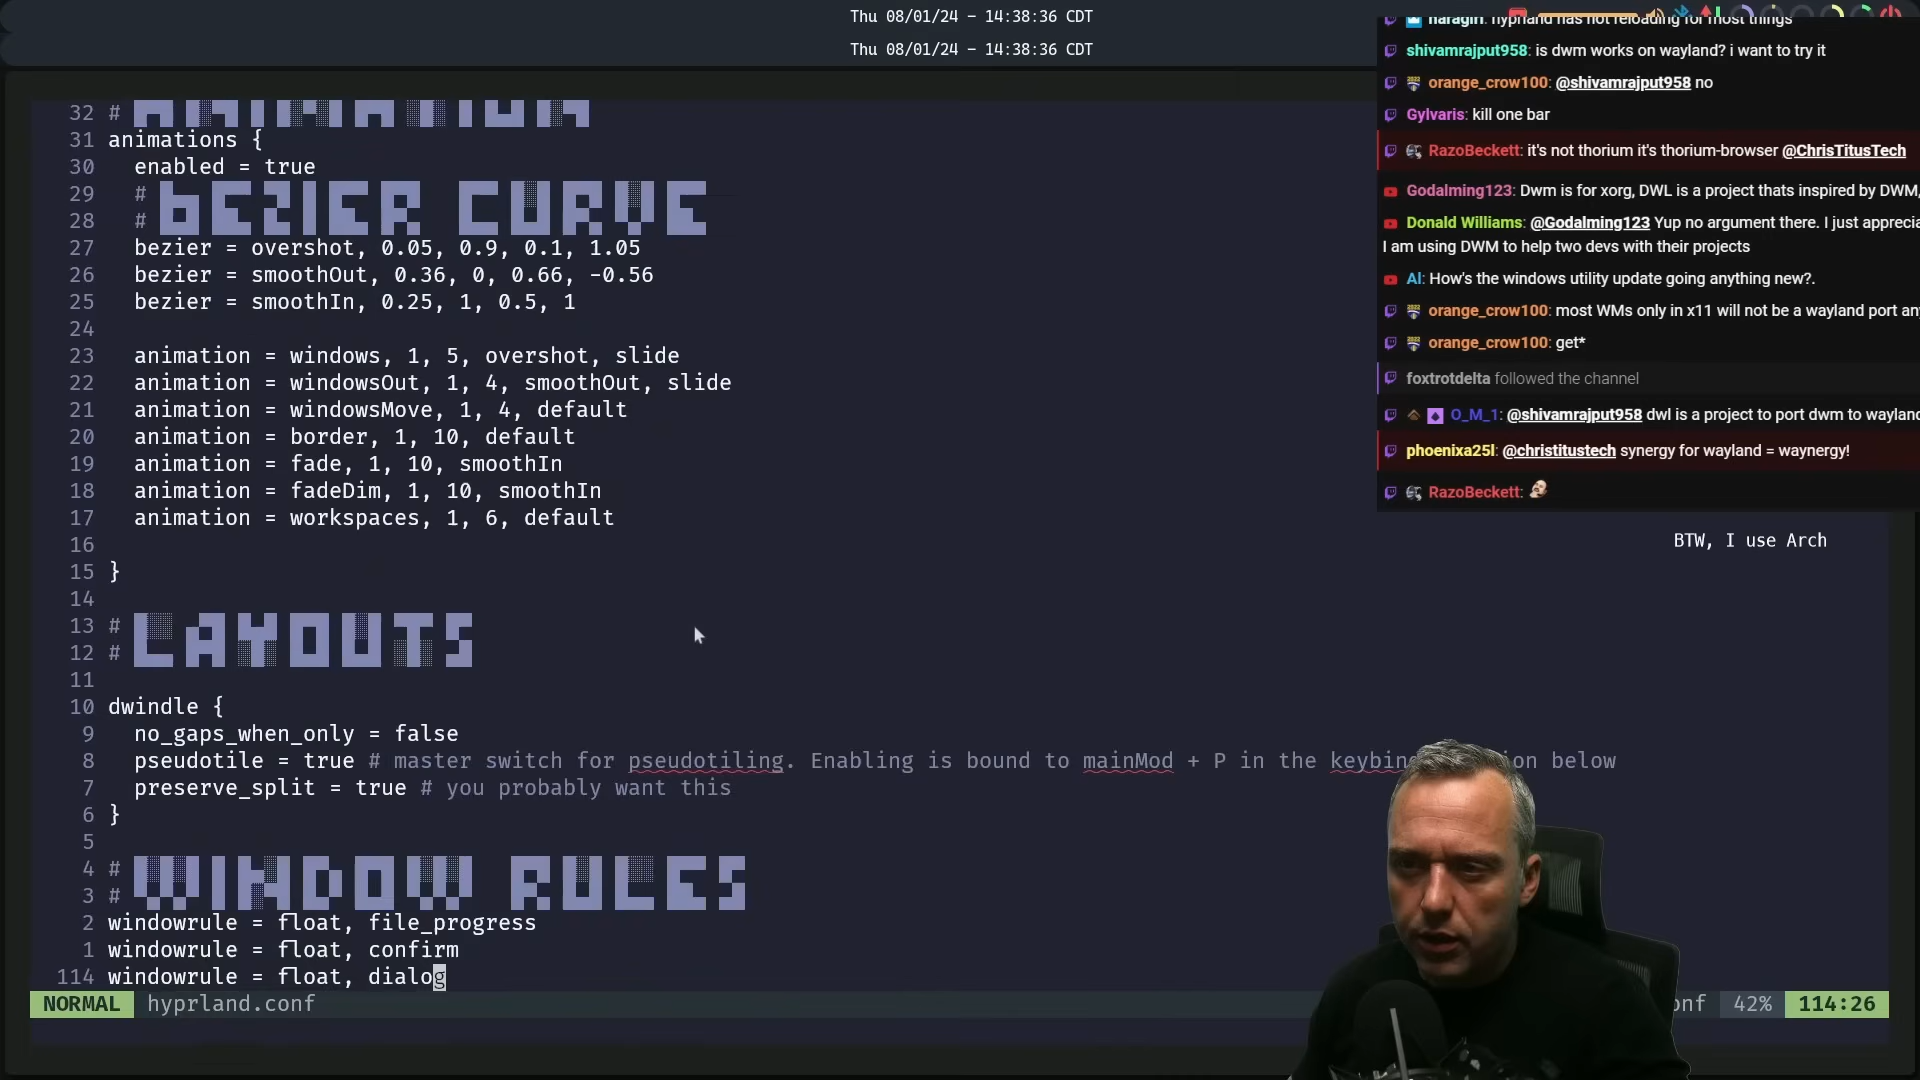 Thu 08/01/24 - 14:38:36 CDT
Thu 08/01/24 - 14:38:36 CDT
haragiri: hyprland has hot reloading for most things
shivamrajput958: is dwm works on wayland? i want to try it
orange_crow100: @shivamrajput958 no
Gylvaris: kill one bar
RazoBeckett: it's not thorium it's thorium-browser @ChrisTitusTech
Godalming123: Dwm is for xorg, DWL is a project thats inspired by DWM,
Donald Williams: @Godalming123 Yup no argument there. I just apprecia
I am using DWM to help two devs with their projects
Al: How's the windows utility update going anything new?.
orange_crow100: most WMs only in x11 will not be a wayland port any
orange_crow100: get*
foxtrotdelta followed the channel
O_M_1: @shivamrajput958 dwl is a project to port dwm to wayland
phoenixa25l: @christitustech synergy for wayland = waynergy!
RazoBeckett:
BTW, I use Arch
32 # ANIMATION
31 animations {
30 enabled = true
29 # BEZIER CURVE
28 #
27 bezier = overshot, 0.05, 0.9, 0.1, 1.05
26 bezier = smoothOut, 0.36, 0, 0.66, -0.56
25 bezier = smoothIn, 0.25, 1, 0.5, 1
24
23 animation = windows, 1, 5, overshot, slide
22 animation = windowsOut, 1, 4, smoothOut, slide
21 animation = windowsMove, 1, 4, default
20 animation = border, 1, 10, default
19 animation = fade, 1, 10, smoothIn
18 animation = fadeDim, 1, 10, smoothIn
17 animation = workspaces, 1, 6, default
16
15 }
14
13 # LAYOUTS
12 #
11
10 dwindle {
9 no_gaps_when_only = false
8 pseudotile = true # master switch for pseudotiling. Enabling is bound to mainMod + P in the keybin on below
7 preserve_split = true # you probably want this
6 }
5
4 # WINDOW RULES
3 #
2 windowrule = float, file_progress
1 windowrule = float, confirm
114 windowrule = float, dialog
NORMAL hyprland.conf onf 42% 114:26